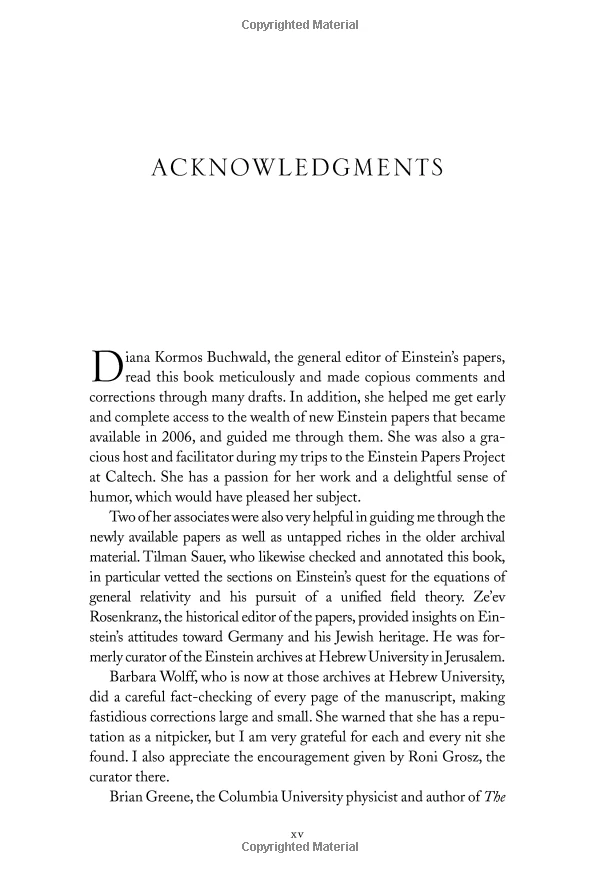 Copyrighted Material
ACKNOWLEDGMENTS
Diana Kormos Buchwald, the general editor of Einstein’s papers,
read this book meticulously and made copious comments and
corrections through many drafts. In addition, she helped me get early
and complete access to the wealth of new Einstein papers that became
available in 2006, and guided me through them. She was also a gra-
cious host and facilitator during my trips to the Einstein Papers Project
at Caltech. She has a passion for her work and a delightful sense of
humor, which would have pleased her subject.
Two of her associates were also very helpful in guiding me through the
newly available papers as well as untapped riches in the older archival
material. Tilman Sauer, who likewise checked and annotated this book,
in particular vetted the sections on Einstein’s quest for the equations of
general relativity and his pursuit of a unified field theory. Ze’ev
Rosenkranz, the historical editor of the papers, provided insights on Ein-
stein’s attitudes toward Germany and his Jewish heritage. He was for-
merly curator of the Einstein archives at Hebrew University in Jerusalem.
Barbara Wolff, who is now at those archives at Hebrew University,
did a careful fact-checking of every page of the manuscript, making
fastidious corrections large and small. She warned that she has a repu-
tation as a nitpicker, but I am very grateful for each and every nit she
found. I also appreciate the encouragement given by Roni Grosz, the
curator there.
Brian Greene, the Columbia University physicist and author of The
xv
Copyrighted Material